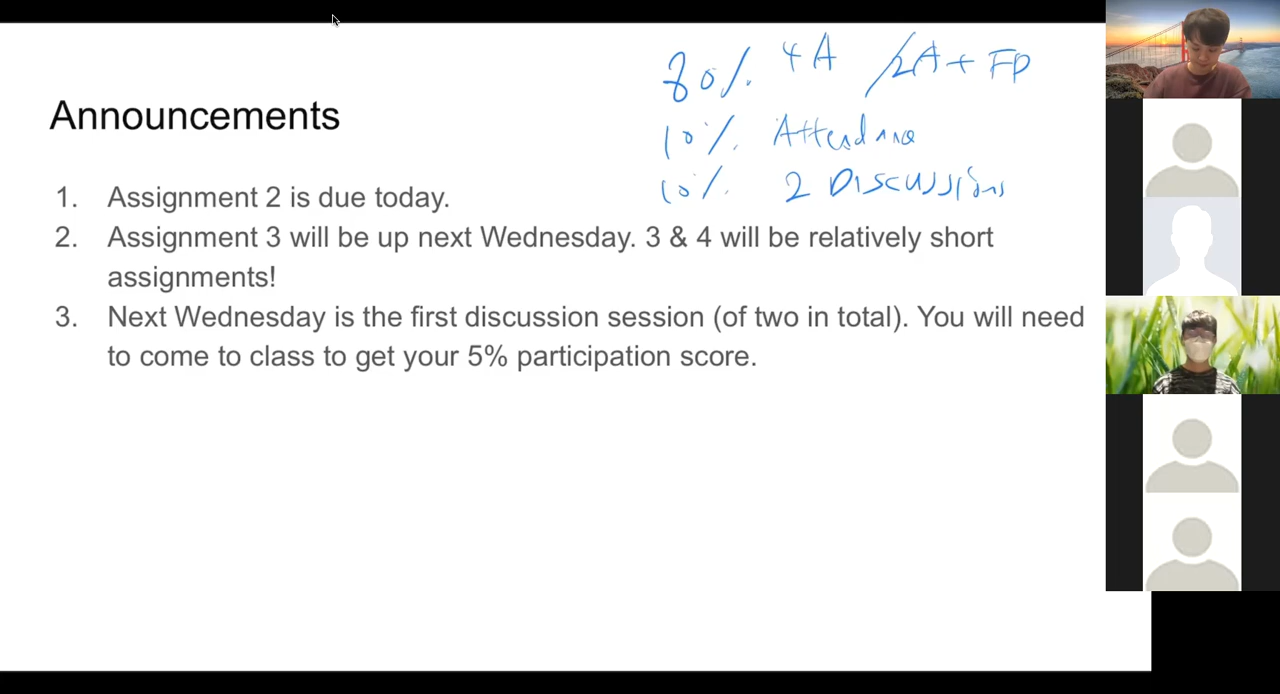 80% 4A / 2A + FP
10% Attendance
10% 2 Discussions
Announcements
1. Assignment 2 is due today.
2. Assignment 3 will be up next Wednesday. 3 & 4 will be relatively short
assignments!
3. Next Wednesday is the first discussion session (of two in total). You will need
to come to class to get your 5% participation score.